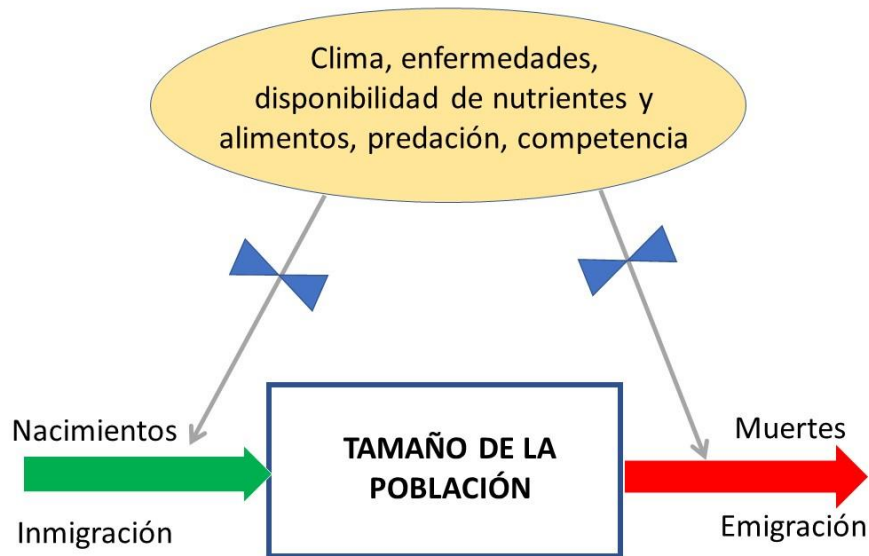 Clima, enfermedades,
disponibilidad de nutrientes y
alimentos, predación, competencia
Nacimientos
Inmigración
TAMAÑO DE LA
POBLACIÓN
Muertes
Emigración